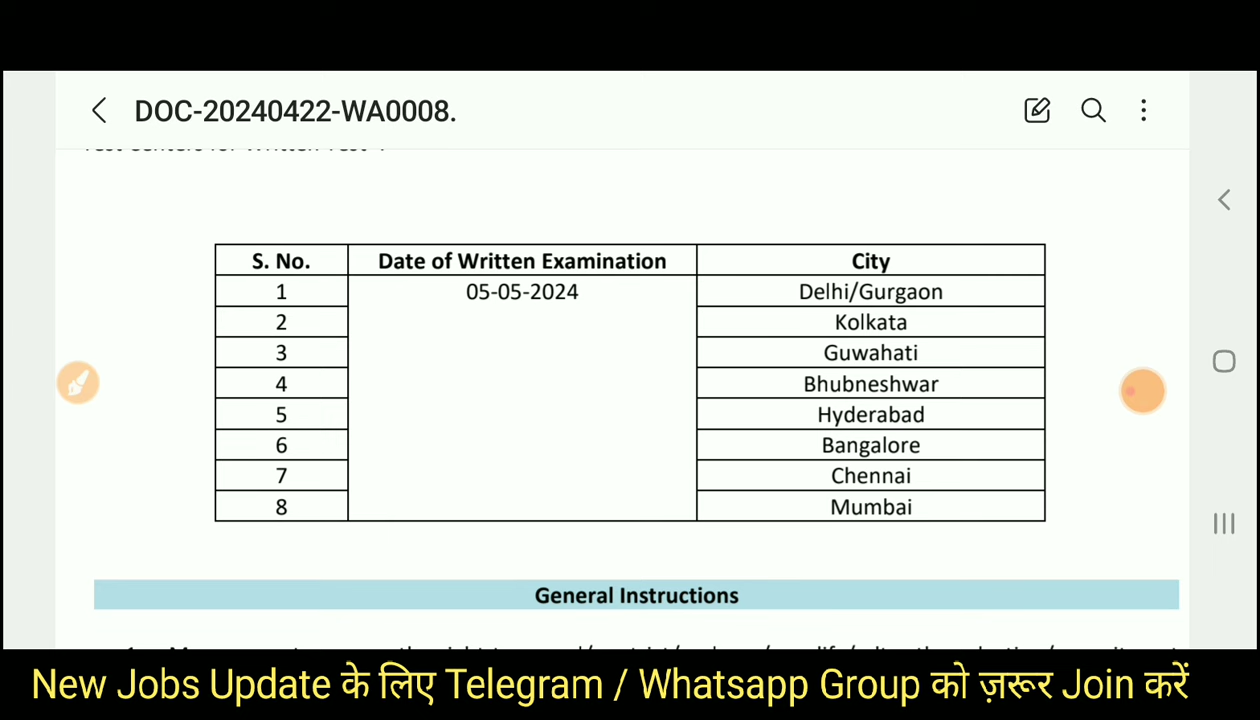 DOC-20240422-WA0008.
S. No. Date of Written Examination City
1 05-05-2024 Delhi/Gurgaon
2 Kolkata
3 Guwahati
4 Bhubneshwar
5 Hyderabad
6 Bangalore
7 Chennai
8 Mumbai
General Instructions
New Jobs Update के लिए Telegram / Whatsapp Group को ज़रूर Join करें